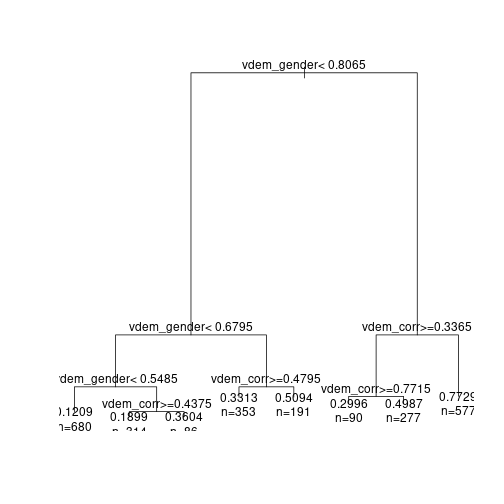 vdem_gender< 0.8065
vdem_gender< 0.6795
vdem_corr>=0.3365
vdem_gender< 0.5485
vdem_corr>=0.4795
vdem_corr>=0.4375
vdem_corr>=0.7715
0.1209
n=680
0.1899
n=314
0.3604
n=86
0.3313
n=353
0.5094
n=191
0.2996
n=90
0.4987
n=277
0.7729
n=577